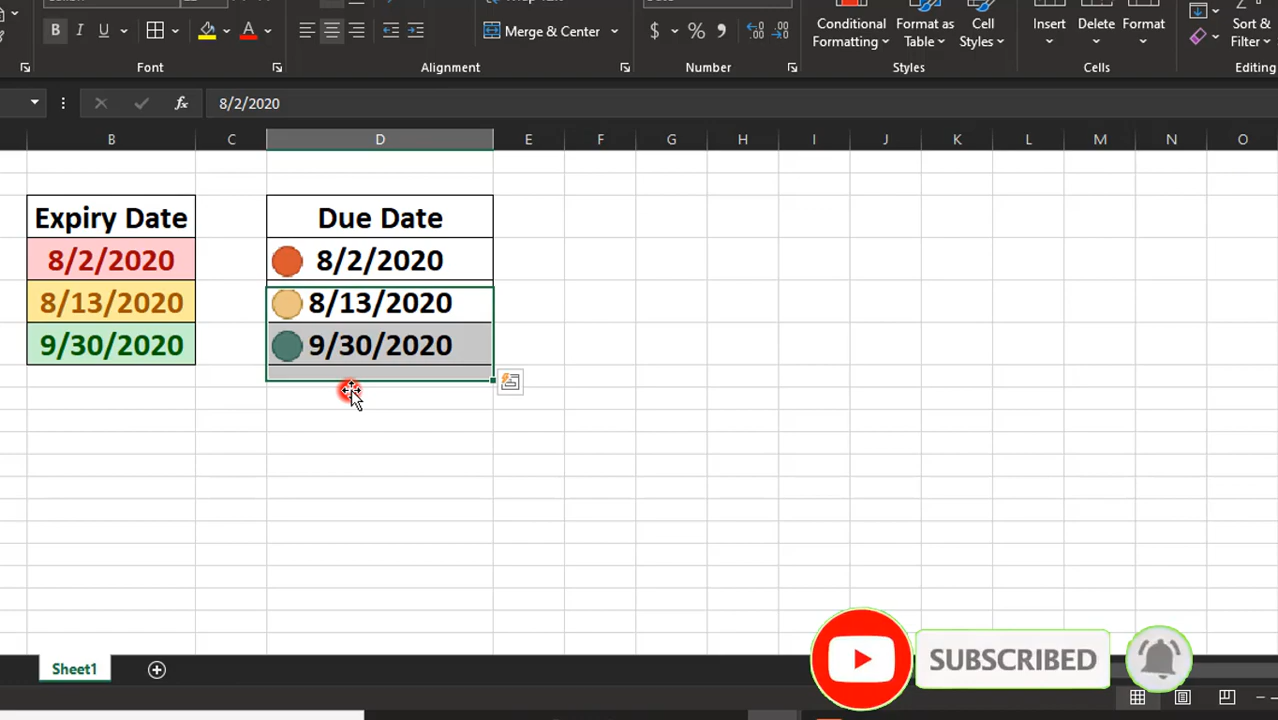 B I U A $ % Conditional Format as Cell Insert Delete Format Sort &
Merge & Center Formatting Table Styles Filter
Font Alignment Number Styles Cells Editing
fx 8/2/2020
B C D E F G H I J K L M N O
Expiry Date Due Date
8/2/2020 8/2/2020
8/13/2020 8/13/2020
9/30/2020 9/30/2020
SUBSCRIBED
Sheet1